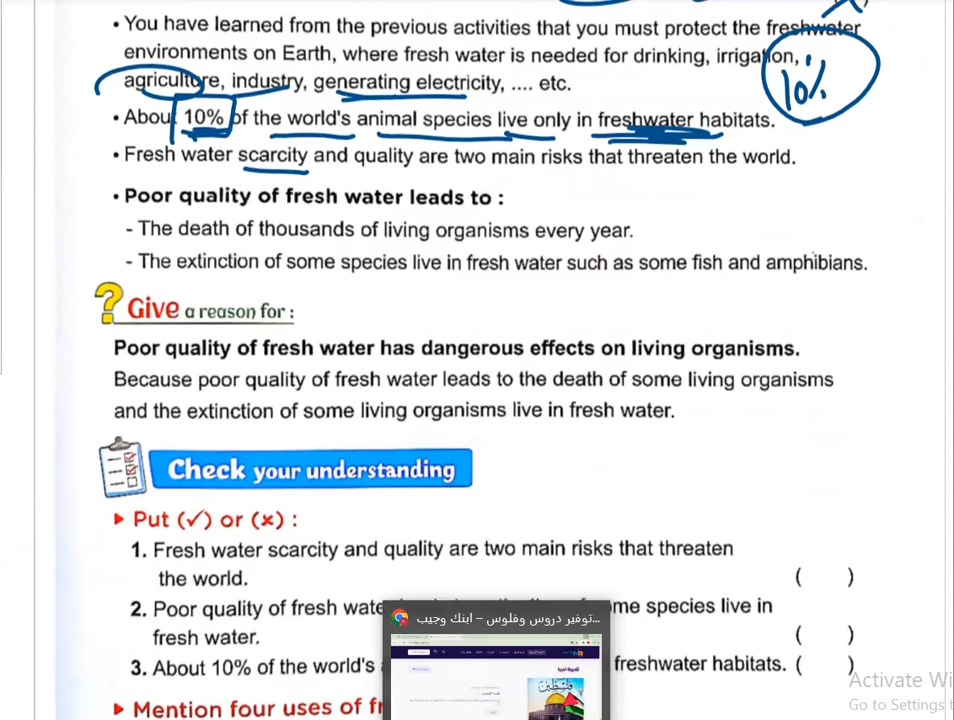 • You have learned from the previous activities that you must protect the freshwater
environments on Earth, where fresh water is needed for drinking, irrigation,
agriculture, industry, generating electricity, .... etc.
10%
• About 10% of the world's animal species live only in freshwater habitats.
• Fresh water scarcity and quality are two main risks that threaten the world.
• Poor quality of fresh water leads to :
- The death of thousands of living organisms every year.
- The extinction of some species live in fresh water such as some fish and amphibians.
? Give a reason for :
Poor quality of fresh water has dangerous effects on living organisms.
Because poor quality of fresh water leads to the death of some living organisms
and the extinction of some living organisms live in fresh water.
Check your understanding
Put (✓) or (×) :
1. Fresh water scarcity and quality are two main risks that threaten
the world. ( )
2. Poor quality of fresh wate me species live in
fresh water. ( )
توفير دروس وفلوس – ابنك وجيب...
3. About 10% of the world's freshwater habitats. ( )
Activate Wi
Go to Settings t
Mention four uses of fr
فلسطين